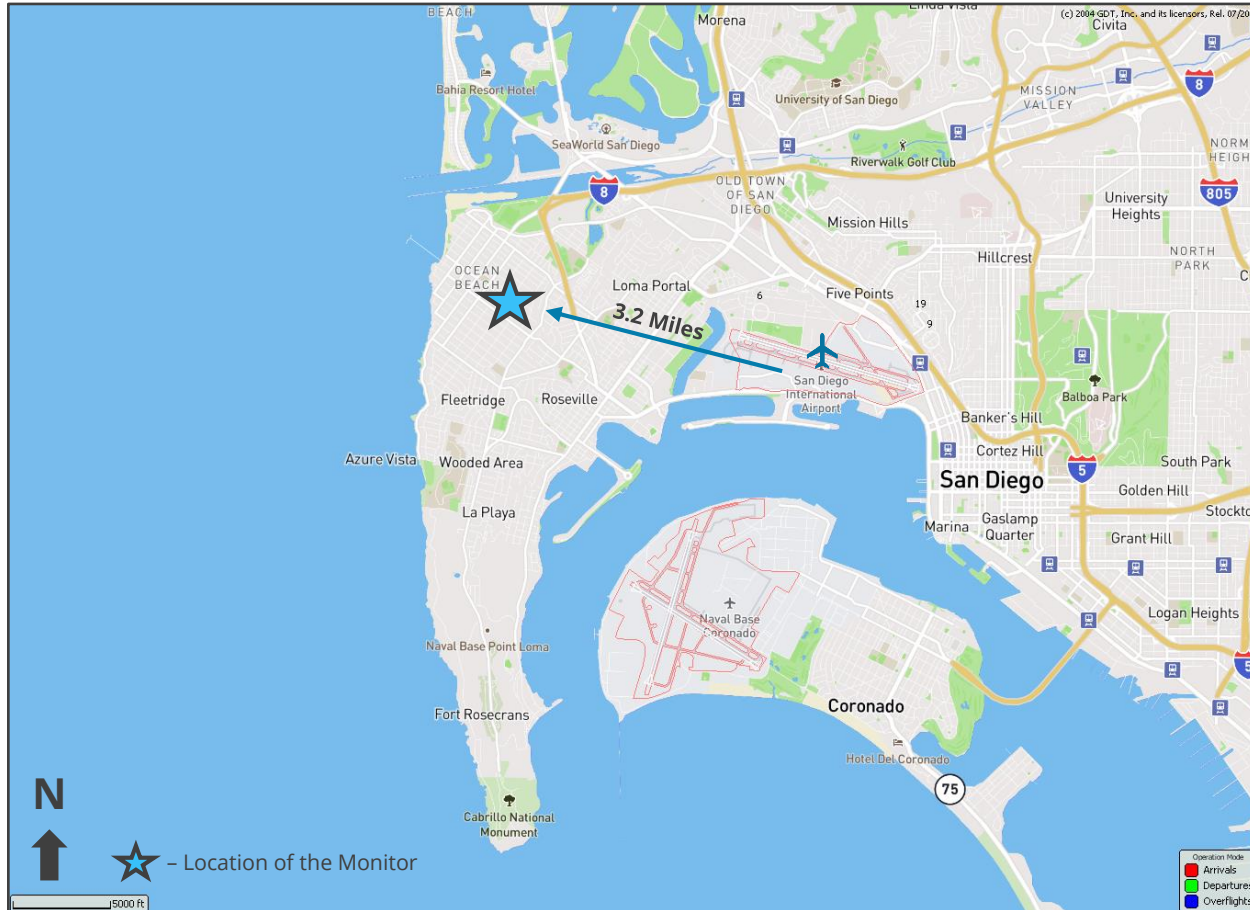 BEACH
Morena
Linda Vista
(c) 2004 GDT, Inc. and its licensors, Rel. 07/20
Civita
Bahia Resort Hotel
University of San Diego
MISSION
VALLEY
8
SeaWorld San Diego
Riverwalk Golf Club
NORM
HEIGH
8
OLD TOWN
OF SAN
DIEGO
805
University
Heights
Mission Hills
NORTH
PARK
Hillcrest
OCEAN
BEACH
Loma Portal
6
Five Points
19
9
3.2 Miles
San Diego
International
Airport
Fleetridge
Roseville
Balboa Park
Banker's Hill
Cortez Hill
Azure Vista
Wooded Area
5
South Park
San Diego
Golden Hill
La Playa
Marina
Gaslamp
Quarter
Stockto
Grant Hill
Naval Base
Coronado
Logan Heights
Naval Base Point Loma
5
Fort Rosecrans
Coronado
Hotel Del Coronado
75
N
Cabrillo National
Monument
– Location of the Monitor
5000 ft
Operation Mode
Arrivals
Departures
Overflights